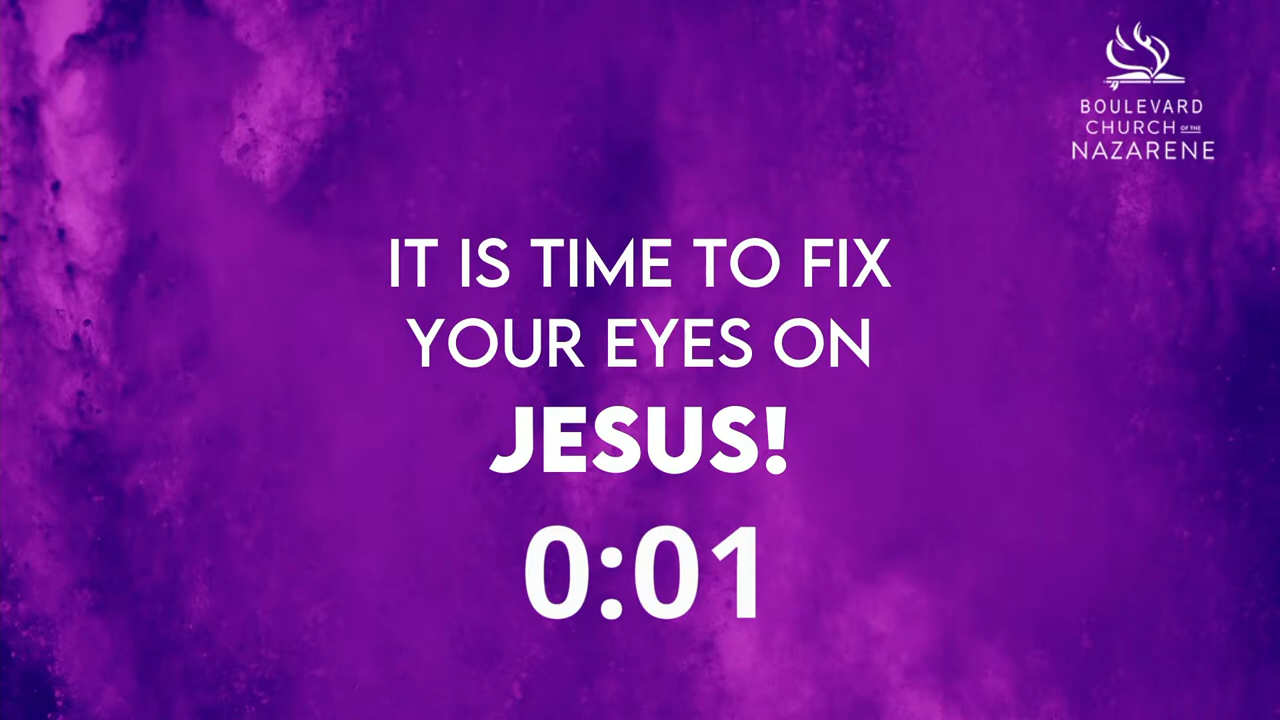 BOULEVARD
CHURCH OF THE
NAZARENE
IT IS TIME TO FIX
YOUR EYES ON
JESUS!
0:01